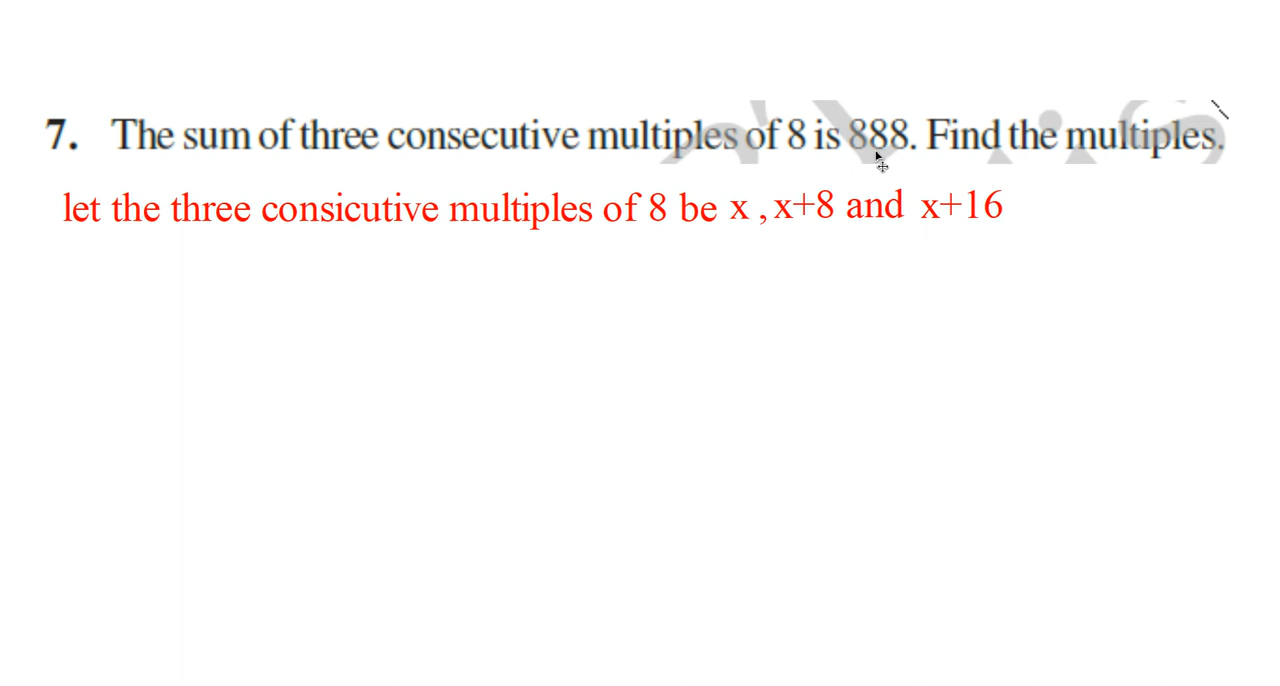 7. The sum of three consecutive multiples of 8 is 888. Find the multiples.
let the three consicutive multiples of 8 be x , x+8 and x+16